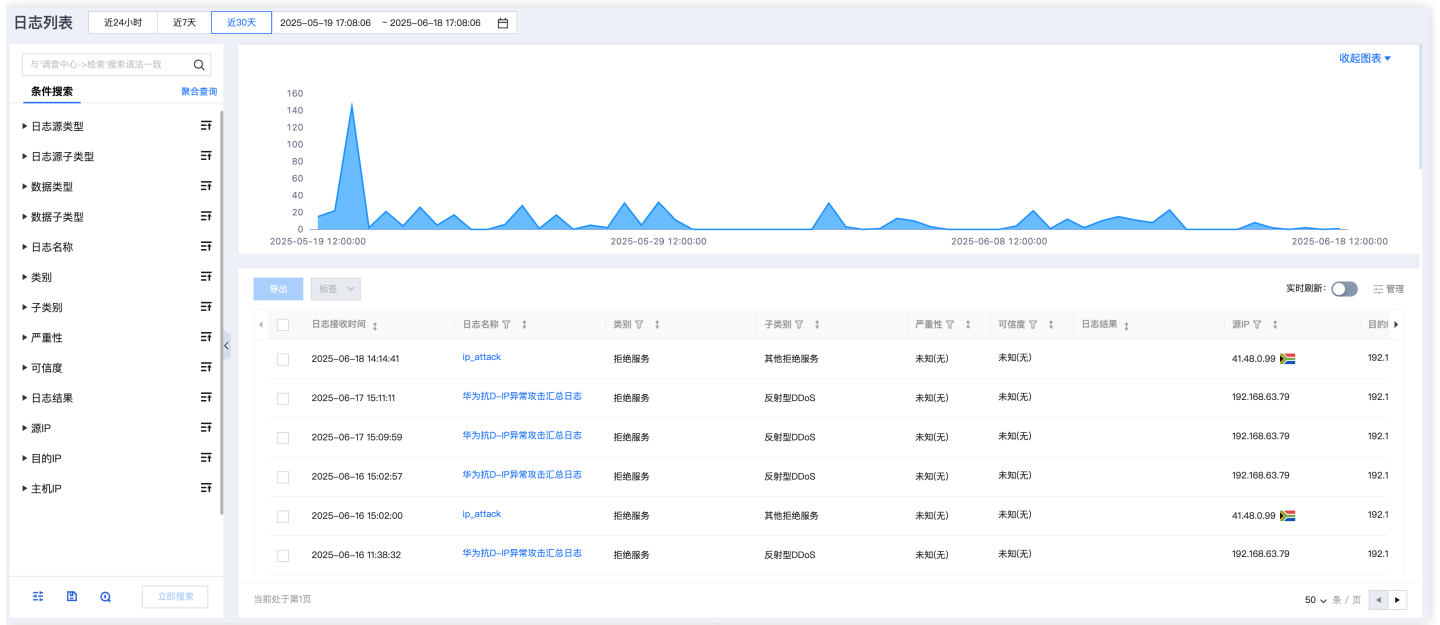 日志列表 近24小时 近7天 近30天 2025-05-19 17:08:06 ~ 2025-06-18 17:08:06
与'调查中心->检索'搜索语法一致
条件搜索 聚合查询
日志源类型
日志源子类型
数据类型
数据子类型
日志名称
类别
子类别
严重性
可信度
日志结果
源IP
目的IP
主机IP
立即搜索
收起图表
160
140
120
100
80
60
40
20
0
2025-05-19 12:00:00 2025-05-29 12:00:00 2025-06-08 12:00:00 2025-06-18 12:00:00
导出 标签 实时刷新: 管理
日志接收时间 日志名称 类别 子类别 严重性 可信度 日志结果 源IP 目的I
2025-06-18 14:14:41 ip_attack 拒绝服务 其他拒绝服务 未知(无) 未知(无) 41.48.0.99 192.1
2025-06-17 15:11:11 华为抗D-IP异常攻击汇总日志 拒绝服务 反射型DDoS 未知(无) 未知(无) 192.168.63.79 192.1
2025-06-17 15:09:59 华为抗D-IP异常攻击汇总日志 拒绝服务 反射型DDoS 未知(无) 未知(无) 192.168.63.79 192.1
2025-06-16 15:02:57 华为抗D-IP异常攻击汇总日志 拒绝服务 反射型DDoS 未知(无) 未知(无) 192.168.63.79 192.1
2025-06-16 15:02:00 ip_attack 拒绝服务 其他拒绝服务 未知(无) 未知(无) 41.48.0.99 192.1
2025-06-16 11:38:32 华为抗D-IP异常攻击汇总日志 拒绝服务 反射型DDoS 未知(无) 未知(无) 192.168.63.79 192.1
当前处于第1页 50 条 / 页